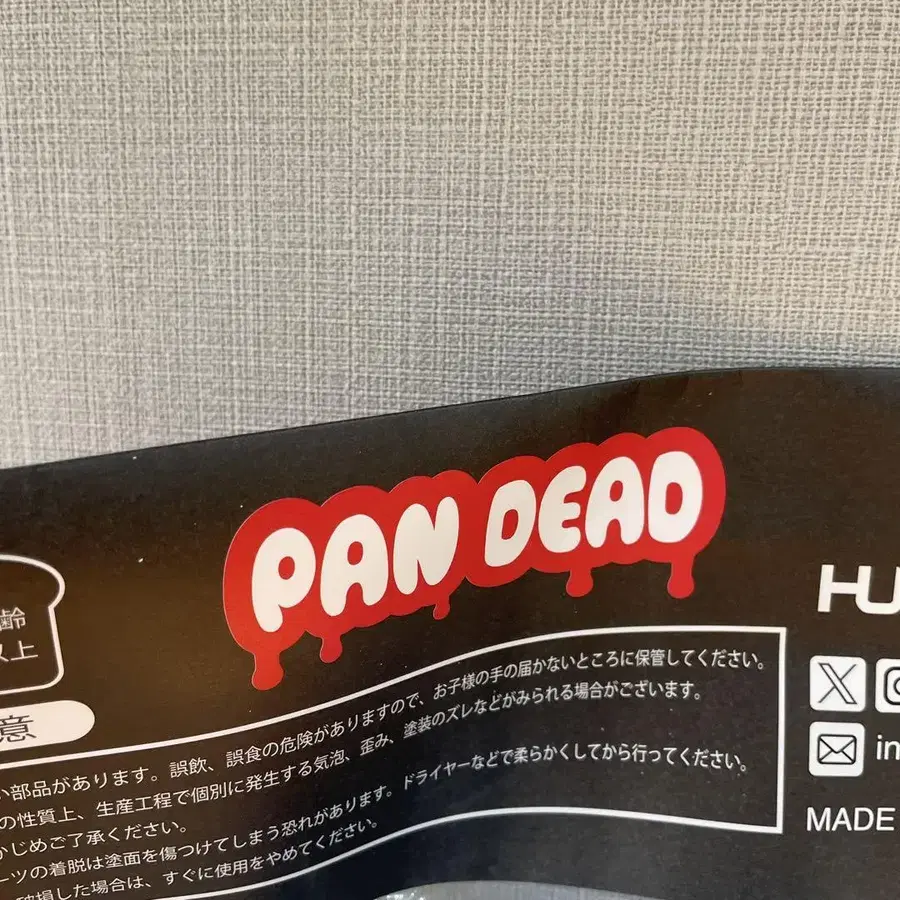 PAN DEAD
齢
以上
意
HU
い部品があります。誤飲、誤食の危険がありますので、お子様の手の届かないところに保管してください。
の性質上、生産工程で個別に発生する気泡、歪み、塗装のズレなどがみられる場合がございます。
かじめご了承ください。
ーツの着脱は塗面を傷つけてしまう恐れがあります。ドライヤーなどで柔らかくしてから行ってください。
破損した場合は、すぐに使用をやめてください。
in
MADE